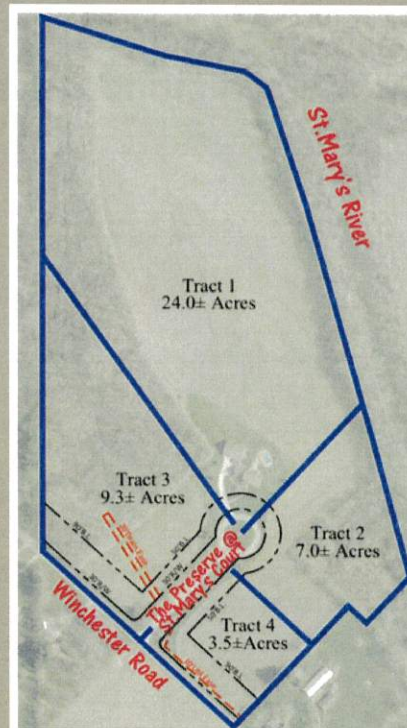 St.Mary's River
Tract 1
24.0± Acres
Tract 3
9.3± Acres
Tract 2
7.0± Acres
The Preserve @
St.Mary's Court
Tract 4
3.5±Acres
Winchester Road